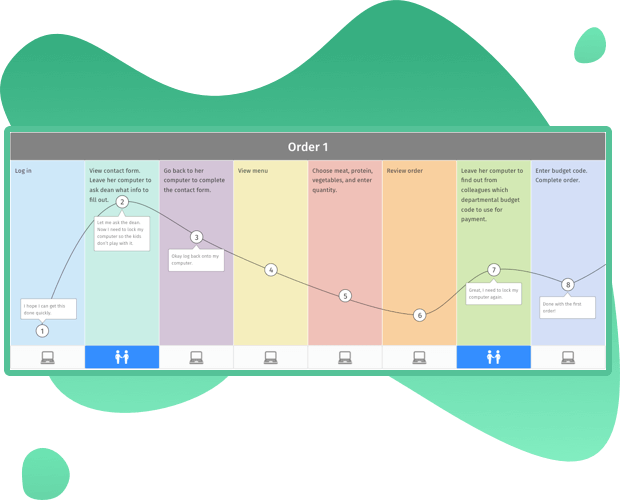 Order 1
Log in
View contact form.
Leave her computer to
ask dean what info to
fill out.
Go back to her
computer to complete
the contact form.
View menu
Choose meat, protein,
vegetables, and enter
quantity.
Review order
Leave her computer to
find out from
colleagues which
departmental budget
code to use for
payment.
Enter budget code.
Complete order.
I hope I can get this
done quickly.
1
2
Let me ask the dean.
Now I need to lock my
computer so the kids
don't play with it.
3
Okay log back onto my
computer.
4
5
6
7
Great, I need to lock my
computer again.
8
Done with the first
order!